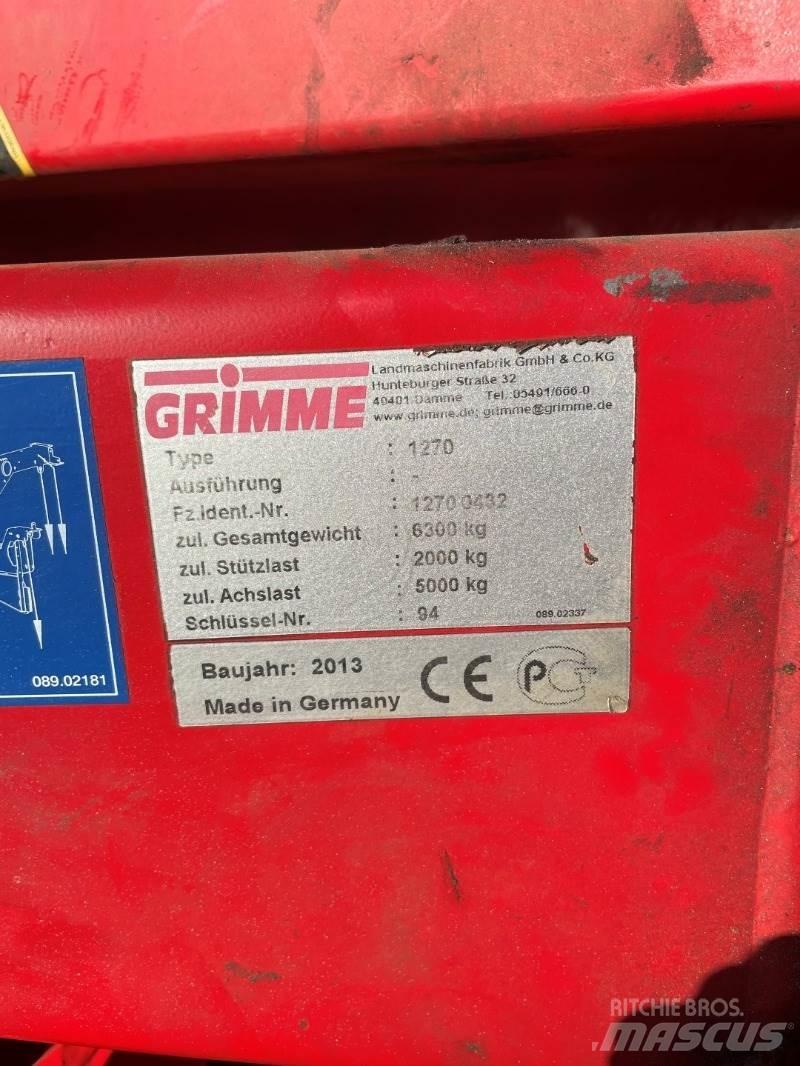 GRIMME
Landmaschinenfabrik GmbH & Co.KG
Hunteburger Straße 32
49401 Damme Tel.:05491/666-0
www.grimme.de; grimme@grimme.de
Type : 1270
Ausführung : -
Fz.Ident.-Nr. : 12700432
zul. Gesamtgewicht : 6300 kg
zul. Stützlast : 2000 kg
zul. Achslast : 5000 kg
Schlüssel-Nr. : 94
089.02337
Baujahr: 2013
Made in Germany
CE PCT
089.02181
RITCHIE BROS.
MASCUS